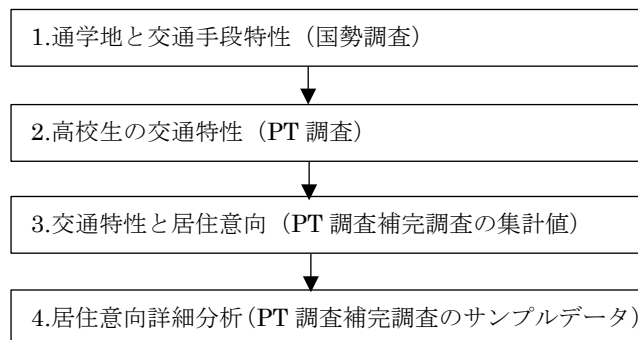 1.通学地と交通手段特性（国勢調査）
2.高校生の交通特性（PT 調査）
3.交通特性と居住意向（PT 調査補完調査の集計値）
4.居住意向詳細分析（PT 調査補完調査のサンプルデータ）